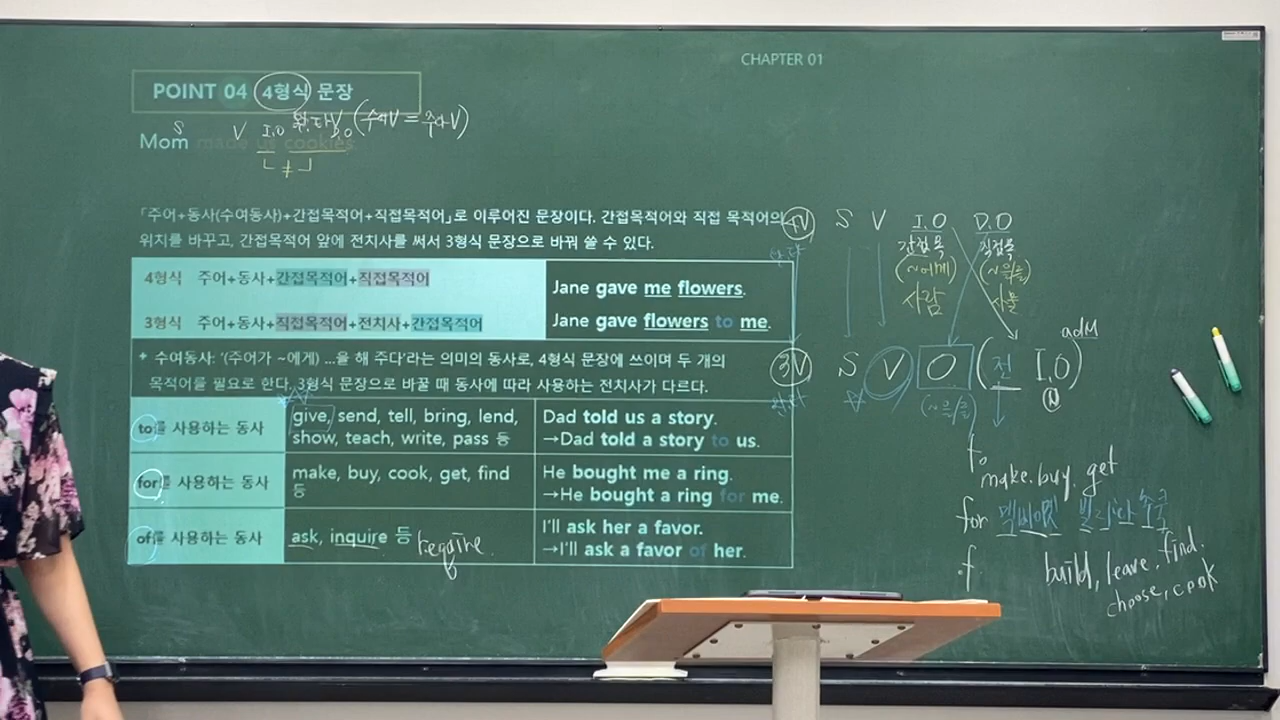 CHAPTER 01
POINT 04 4형식 문장
S V I.O D.O (수여V = 주다V)
Mom made us cookies
≠
「주어+동사(수여동사)+간접목적어+직접목적어」로 이루어진 문장이다. 간접목적어와 직접 목적어의
위치를 바꾸고, 간접목적어 앞에 전치사를 써서 3형식 문장으로 바꿔 쓸 수 있다.
4형식 주어+동사+간접목적어+직접목적어
Jane gave me flowers.
3형식 주어+동사+직접목적어+전치사+간접목적어
Jane gave flowers to me.
+ 수여동사: '(주어가 ~에게) …을 해 주다'라는 의미의 동사로, 4형식 문장에 쓰이며 두 개의
목적어를 필요로 한다. 3형식 문장으로 바꿀 때 동사에 따라 사용하는 전치사가 다르다.
to를 사용하는 동사
give, send, tell, bring, lend,
show, teach, write, pass 등
Dad told us a story.
→Dad told a story to us.
for를 사용하는 동사
make, buy, cook, get, find
등
He bought me a ring.
→He bought a ring for me.
of를 사용하는 동사
ask, inquire 등 require
I'll ask her a favor.
→I'll ask a favor of her.
4V S V I.O D.O
간접목 직접목
(~에게) (~을/를)
사람 사물
adM
3V S V O (전 I.O)
(~을/를) N
to
make. buy. get
for
of build, leave. find.
choose, cook